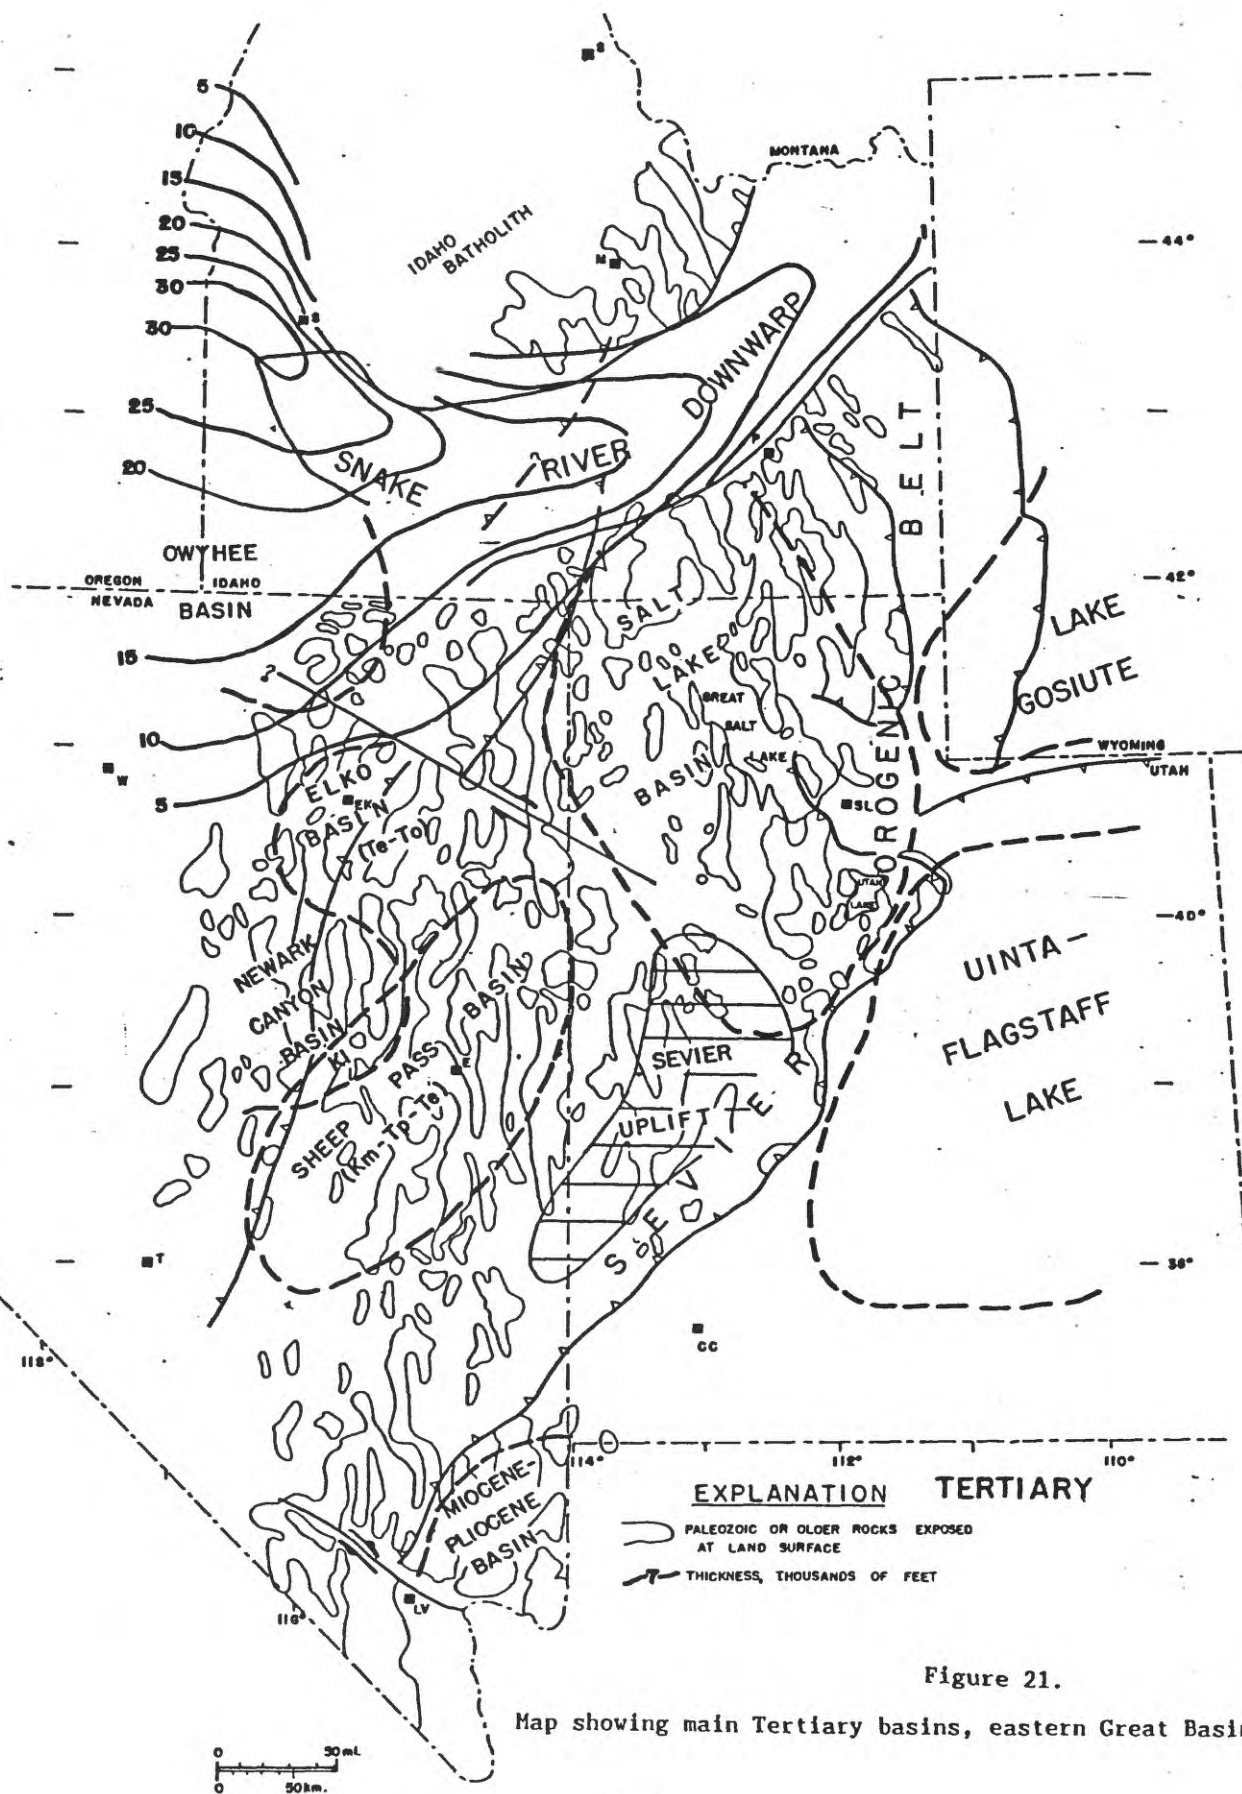 S
5
10
15
20
25
30
30
25
20
S
MONTANA
IDAHO
BATHOLITH
M
44°
DOWNWARP
RIVER
SNAKE
BELT
OWYHEE
BASIN
OREGON
IDAHO
NEVADA
42°
SALT
LAKE
BASIN
LAKE
GOSIUTE
GREAT
SALT
LAKE
OROGENIC
WYOMING
UTAH
15
?
10
5
W
ELKO
BASIN
(Te-To)
EK
SL
UTAH
LAKE
40°
NEWARK
CANYON
BASIN
Kl
SHEEP
PASS
BASIN
(Km-Tp-Te)
E
SEVIER
UPLIFT
SEVIER
UINTA-
FLAGSTAFF
LAKE
T
38°
CC
118°
114°
112°
110°
MIOCENE-
PLIOCENE
BASIN
LV
116°
EXPLANATION
TERTIARY
PALEOZOIC OR OLDER ROCKS EXPOSED
AT LAND SURFACE
7
THICKNESS, THOUSANDS OF FEET
Figure 21.
Map showing main Tertiary basins, eastern Great Basin
0 50mi.
0 50km.